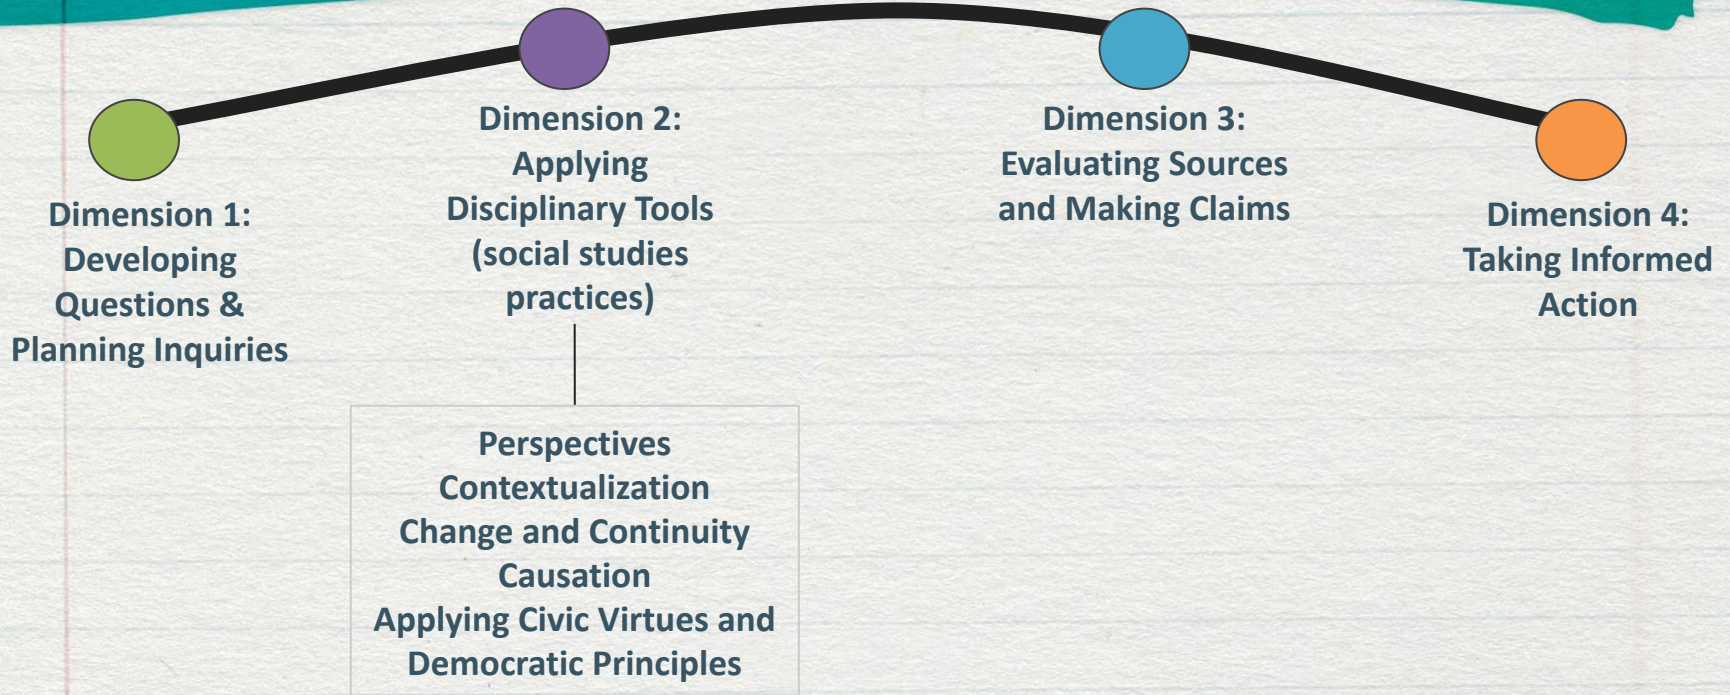 Dimension 1:
Developing
Questions &
Planning Inquiries
Dimension 2:
Applying
Disciplinary Tools
(social studies
practices)
Perspectives
Contextualization
Change and Continuity
Causation
Applying Civic Virtues and
Democratic Principles
Dimension 3:
Evaluating Sources
and Making Claims
Dimension 4:
Taking Informed
Action